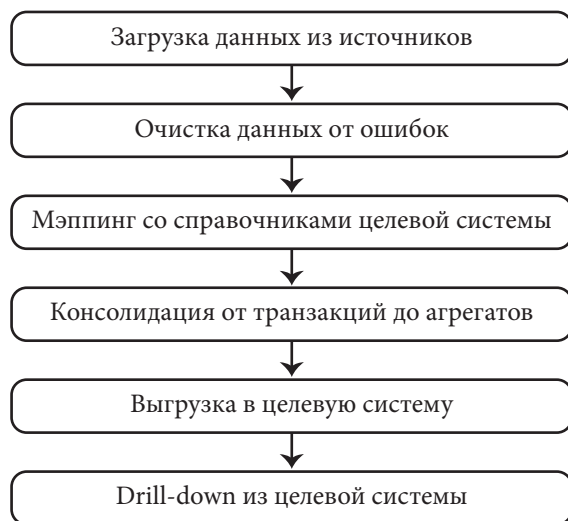 Загрузка данных из источников
Очистка данных от ошибок
Мэппинг со справочниками целевой системы
Консолидация от транзакций до агрегатов
Выгрузка в целевую систему
Drill-down из целевой системы